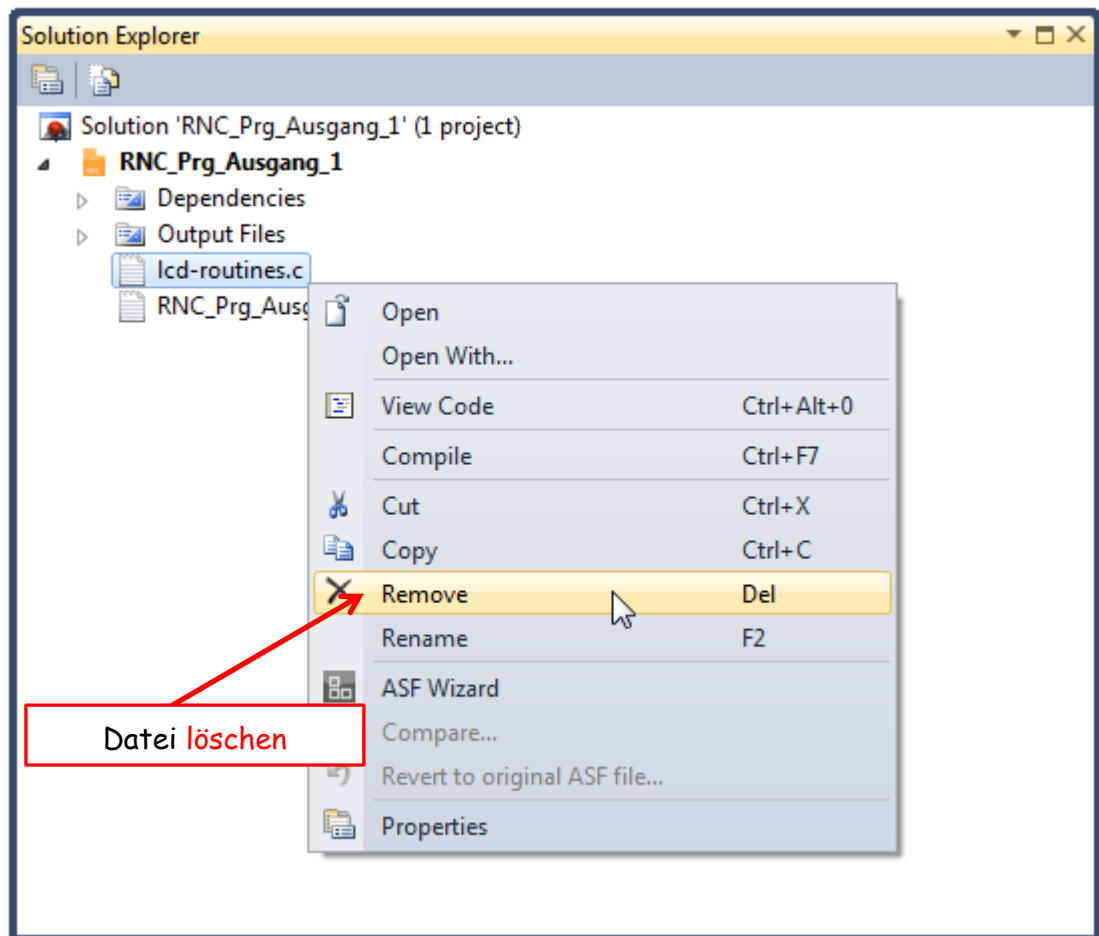 Solution Explorer
Solution 'RNC_Prg_Ausgang_1' (1 project)
RNC_Prg_Ausgang_1
Dependencies
Output Files
lcd-routines.c
RNC_Prg_Ausg
Open
Open With...
View Code Ctrl+Alt+0
Compile Ctrl+F7
Cut Ctrl+X
Copy Ctrl+C
Remove Del
Rename F2
ASF Wizard
Compare...
Revert to original ASF file...
Properties
Datei löschen